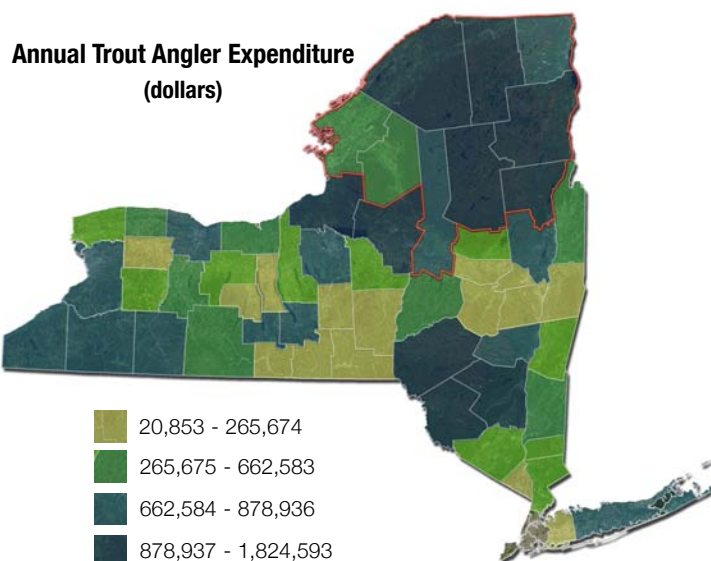 Annual Trout Angler Expenditure
(dollars)
20,853 - 265,674
265,675 - 662,583
662,584 - 878,936
878,937 - 1,824,593